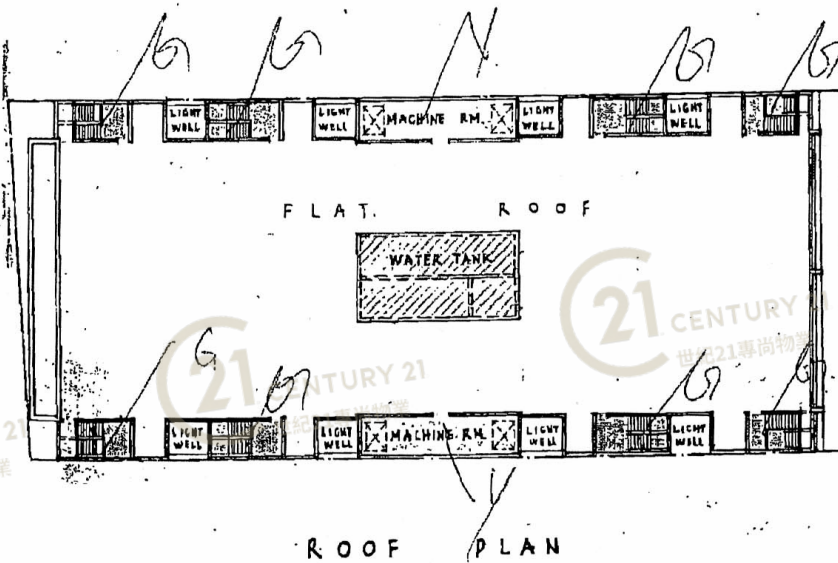 G G Y G G
LIGHT WELL
LIGHT WELL
MACHINE RM.
LIGHT WELL
LIGHT WELL
FLAT. ROOF
WATER TANK
21 CENTURY 21
世紀21專尚物業
G G G
21 CENTURY 21
LIGHT WELL
LIGHT WELL
MACHINE RM.
LIGHT WELL
LIGHT WELL
Y
ROOF PLAN